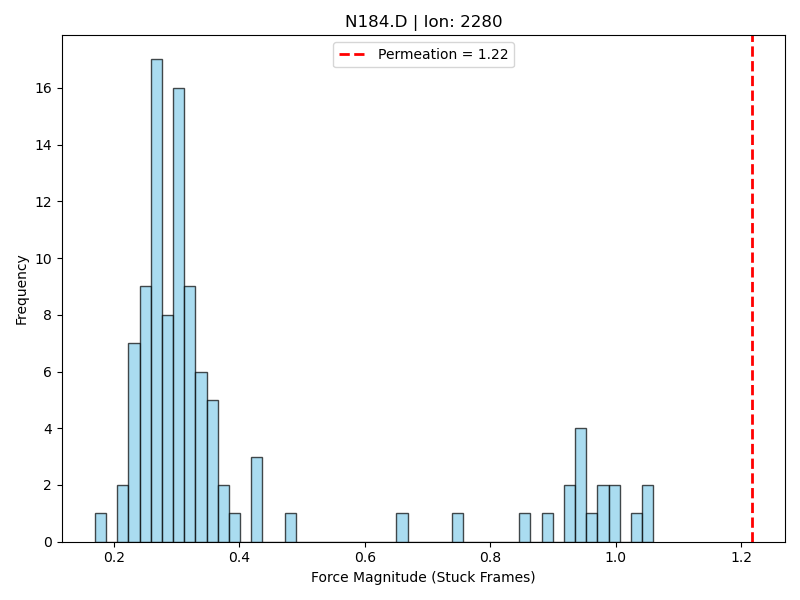 N184.D | Ion: 2280
Permeation = 1.22
Frequency
16
14
12
10
8
6
4
2
0
0.2 0.4 0.6 0.8 1.0 1.2
Force Magnitude (Stuck Frames)